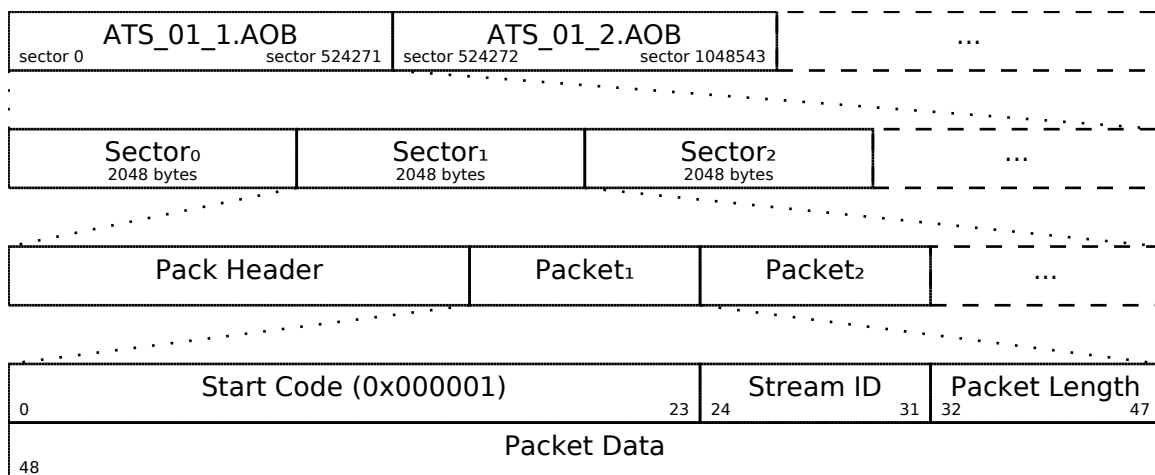 ATS_01_1.AOB ATS_01_2.AOB ...
sector 0 sector 524271 sector 524272 sector 1048543
Sector₀ Sector₁ Sector₂ ...
2048 bytes 2048 bytes 2048 bytes
Pack Header Packet₁ Packet₂ ...
Start Code (0x000001) Stream ID Packet Length
0 23 24 31 32 47
Packet Data
48